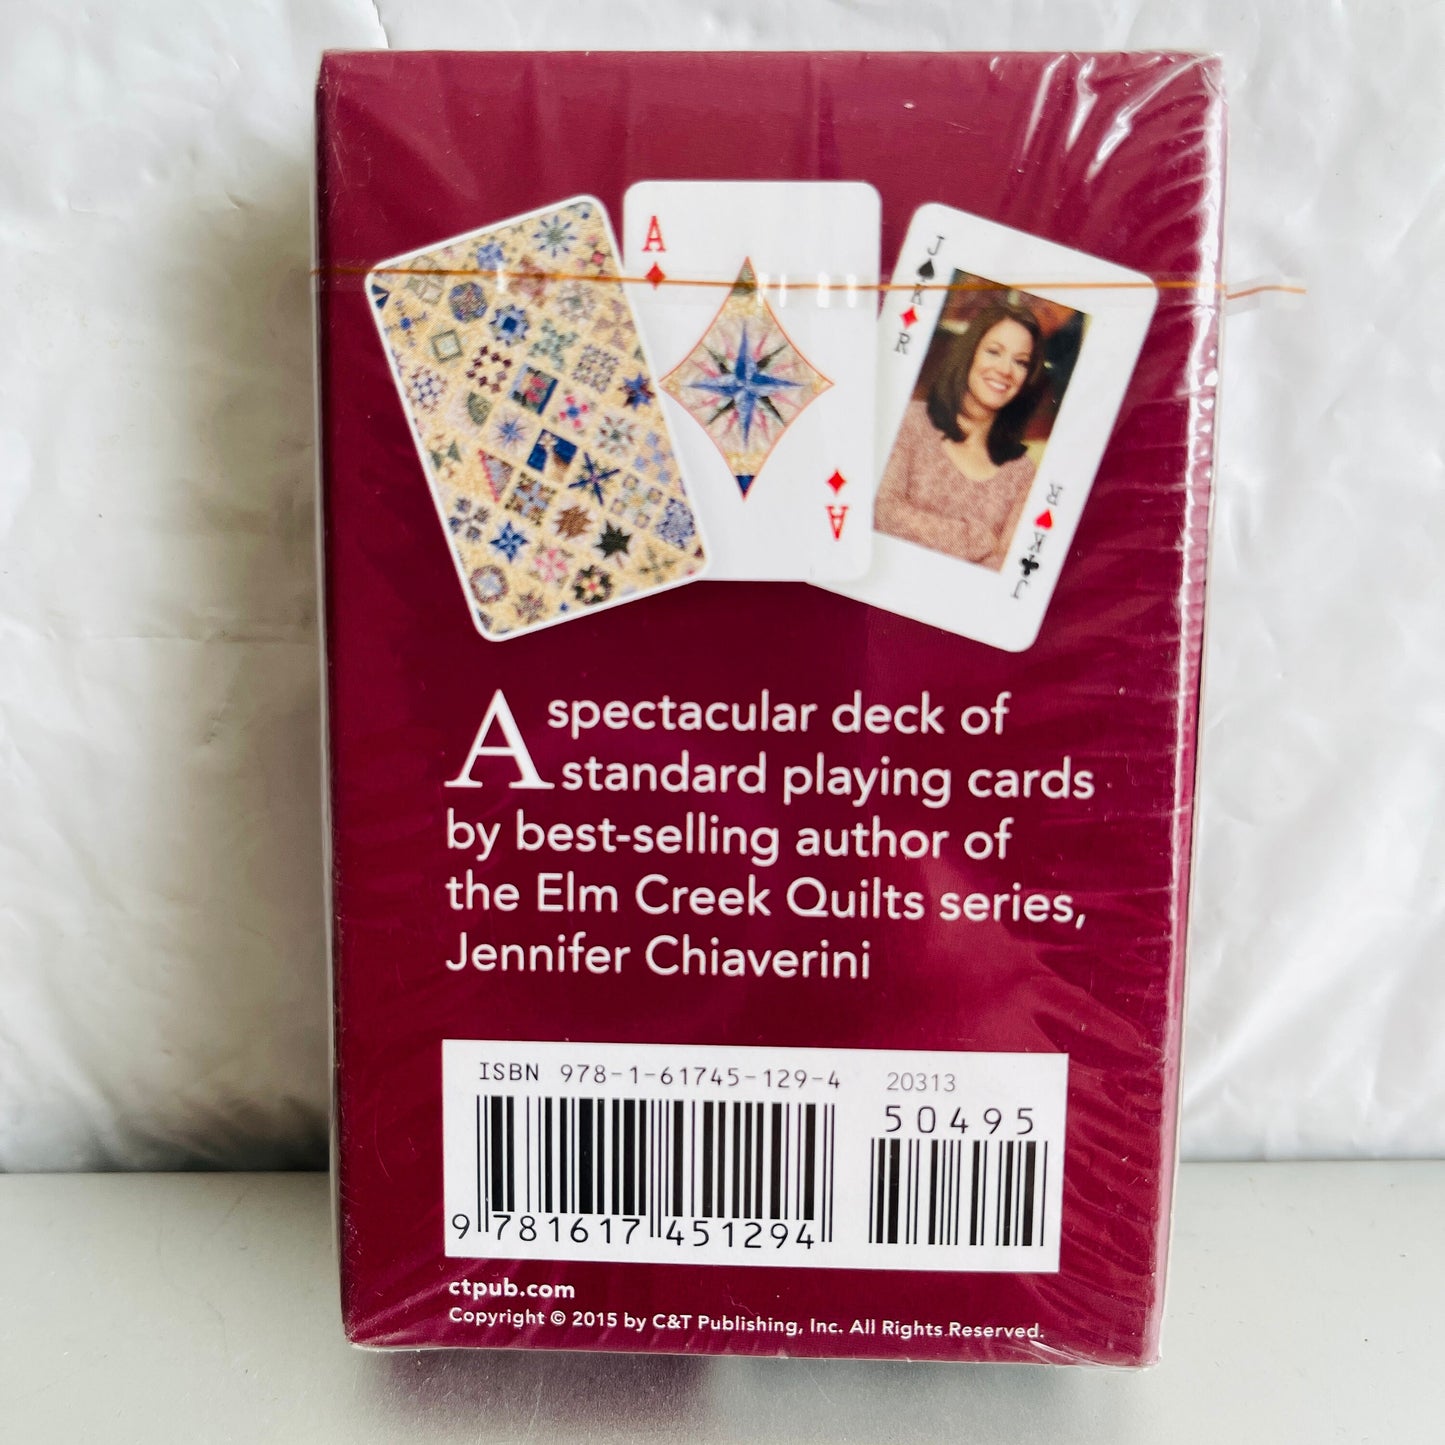 A
A
J
K
R
R
K
J
A spectacular deck of
standard playing cards
by best-selling author of
the Elm Creek Quilts series,
Jennifer Chiaverini
ISBN 978-1-61745-129-4
20313
50495
9 781617 451294
ctpub.com
Copyright © 2015 by C&T Publishing, Inc. All Rights Reserved.